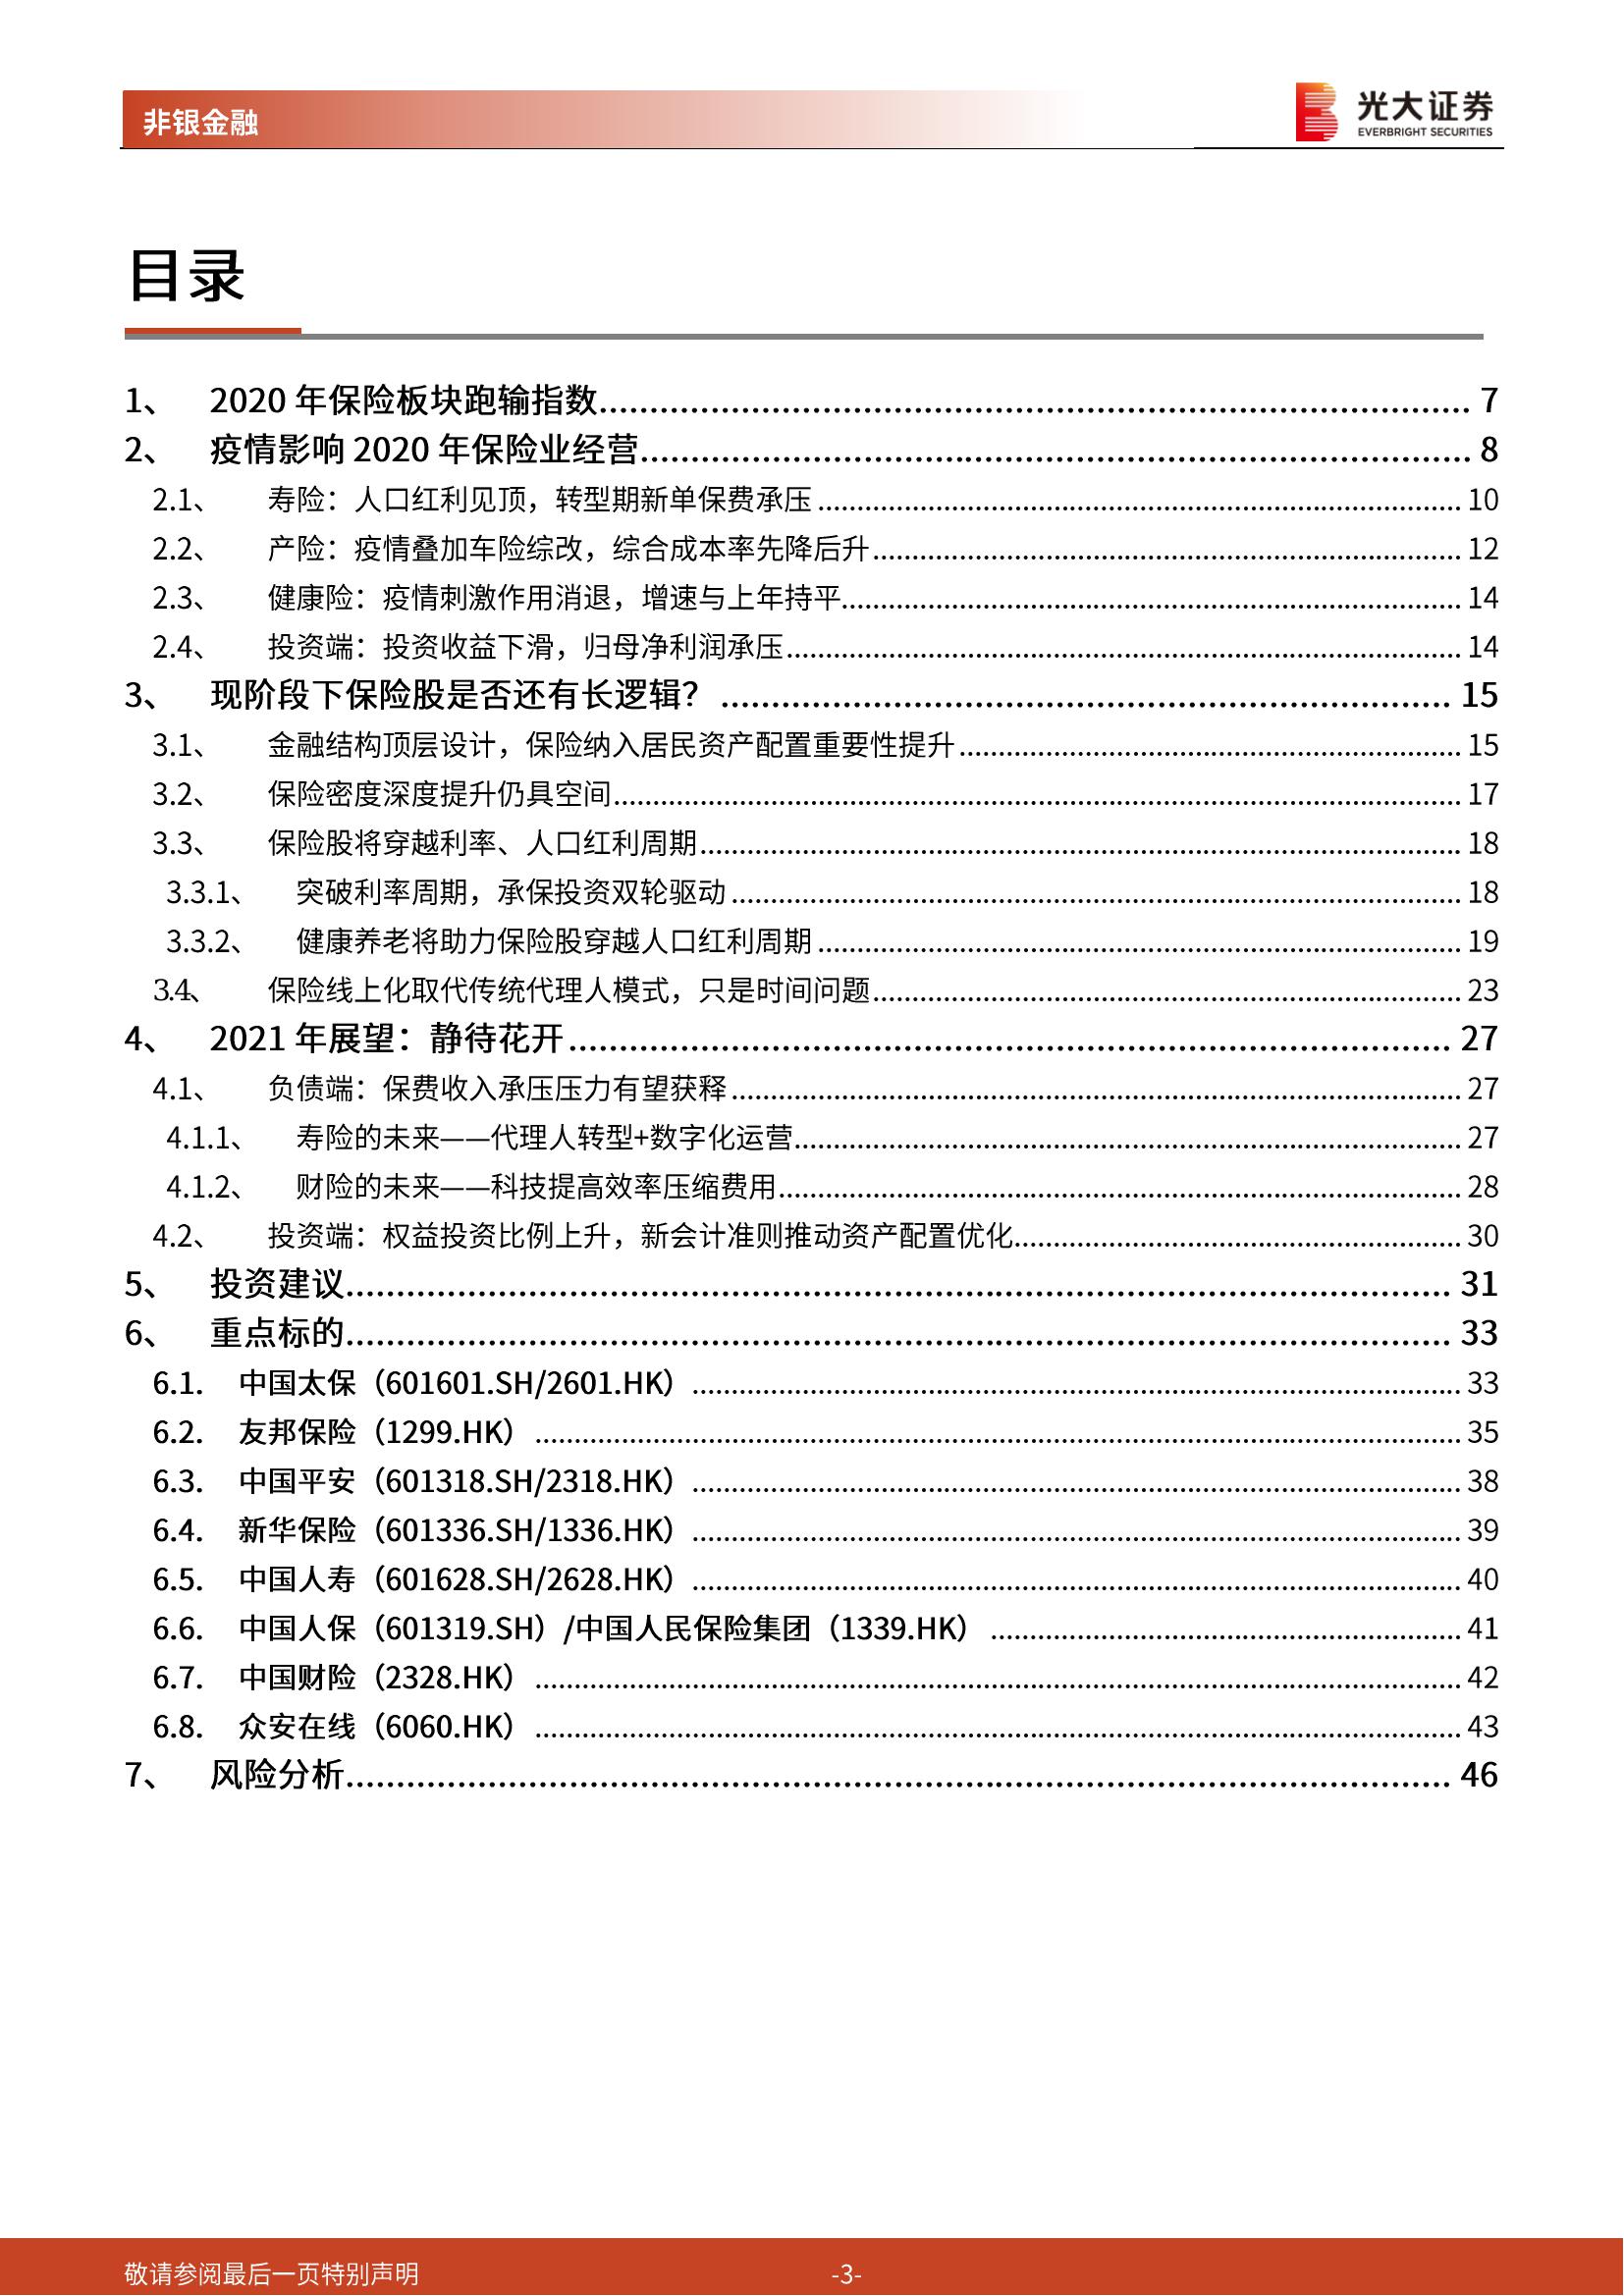 非银金融
光大证券
EVERBRIGHT SECURITIES
目录
1、 2020 年保险板块跑输指数 7
2、 疫情影响 2020 年保险业经营 8
2.1、 寿险：人口红利见顶，转型期新单保费承压 10
2.2、 产险：疫情叠加车险综改，综合成本率先降后升 12
2.3、 健康险：疫情刺激作用消退，增速与上年持平 14
2.4、 投资端：投资收益下滑，归母净利润承压 14
3、 现阶段下保险股是否还有长逻辑？ 15
3.1、 金融结构顶层设计，保险纳入居民资产配置重要性提升 15
3.2、 保险密度深度提升仍具空间 17
3.3、 保险股将穿越利率、人口红利周期 18
3.3.1、 突破利率周期，承保投资双轮驱动 18
3.3.2、 健康养老将助力保险股穿越人口红利周期 19
3.4、 保险线上化取代传统代理人模式，只是时间问题 23
4、 2021 年展望：静待花开 27
4.1、 负债端：保费收入承压压力有望获释 27
4.1.1、 寿险的未来——代理人转型+数字化运营 27
4.1.2、 财险的未来——科技提高效率压缩费用 28
4.2、 投资端：权益投资比例上升，新会计准则推动资产配置优化 30
5、 投资建议 31
6、 重点标的 33
6.1. 中国太保（601601.SH/2601.HK） 33
6.2. 友邦保险（1299.HK） 35
6.3. 中国平安（601318.SH/2318.HK） 38
6.4. 新华保险（601336.SH/1336.HK） 39
6.5. 中国人寿（601628.SH/2628.HK） 40
6.6. 中国人保（601319.SH）/中国人民保险集团（1339.HK） 41
6.7. 中国财险（2328.HK） 42
6.8. 众安在线（6060.HK） 43
7、 风险分析 46
敬请参阅最后一页特别声明 -3-